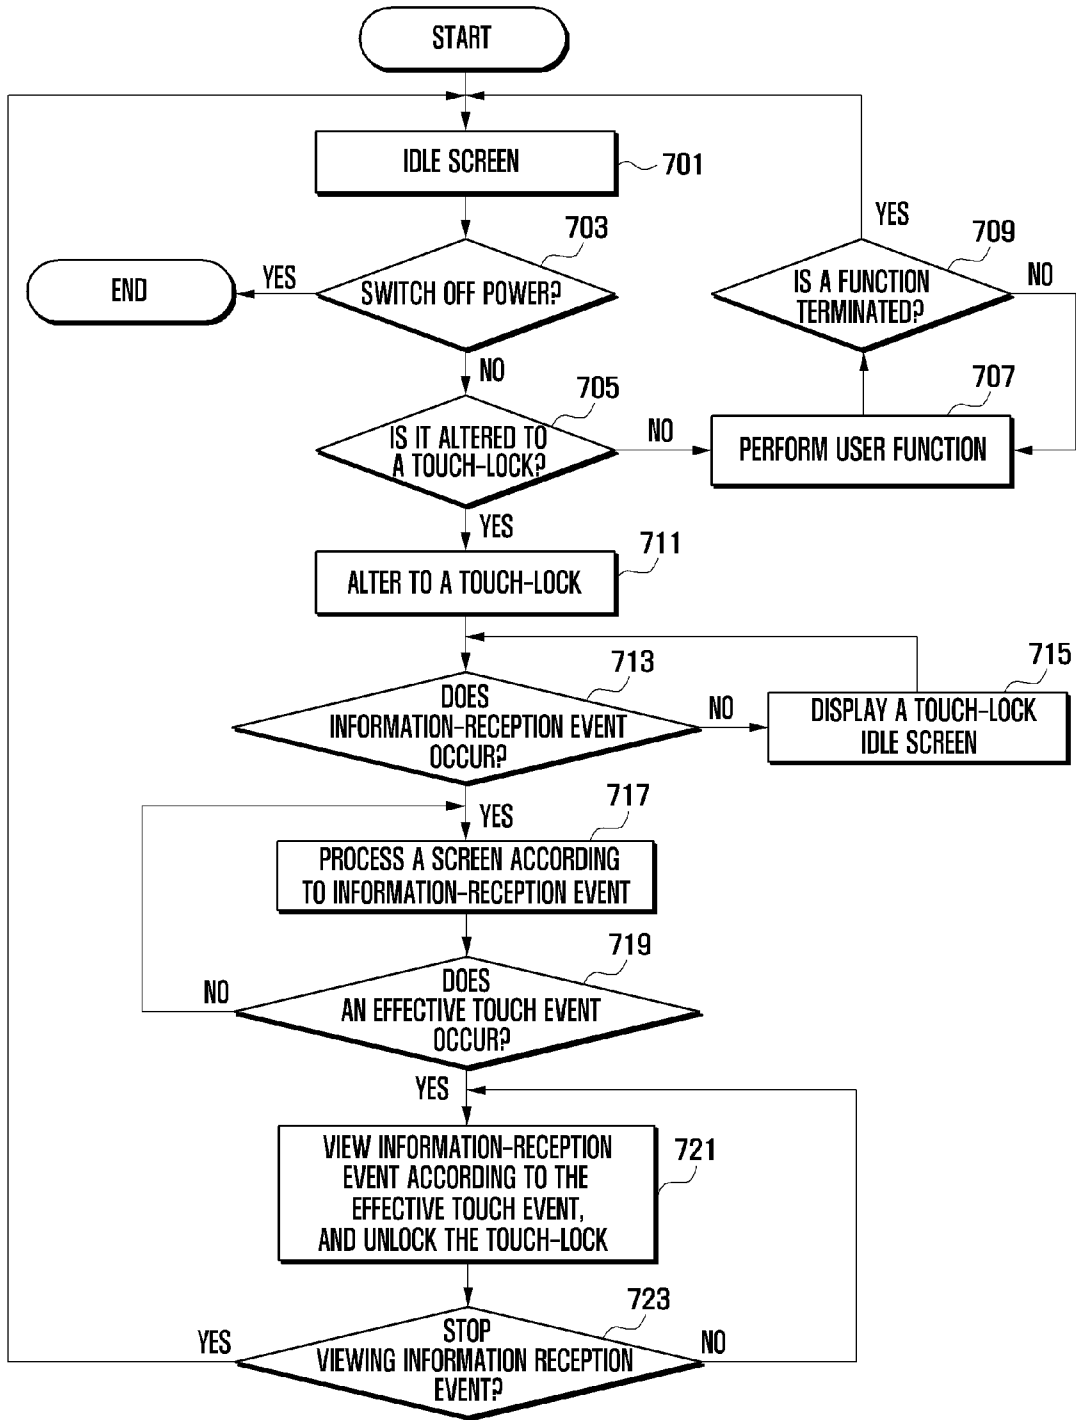 START
IDLE SCREEN
701
703
SWITCH OFF POWER?
YES
END
NO
709
IS A FUNCTION
TERMINATED?
YES
NO
705
IS IT ALTERED TO
A TOUCH-LOCK?
NO
707
PERFORM USER FUNCTION
YES
711
ALTER TO A TOUCH-LOCK
713
DOES
INFORMATION-RECEPTION EVENT
OCCUR?
NO
715
DISPLAY A TOUCH-LOCK
IDLE SCREEN
YES
717
PROCESS A SCREEN ACCORDING
TO INFORMATION-RECEPTION EVENT
719
DOES
AN EFFECTIVE TOUCH EVENT
OCCUR?
NO
YES
721
VIEW INFORMATION-RECEPTION
EVENT ACCORDING TO THE
EFFECTIVE TOUCH EVENT,
AND UNLOCK THE TOUCH-LOCK
723
STOP
VIEWING INFORMATION RECEPTION
EVENT?
YES
NO